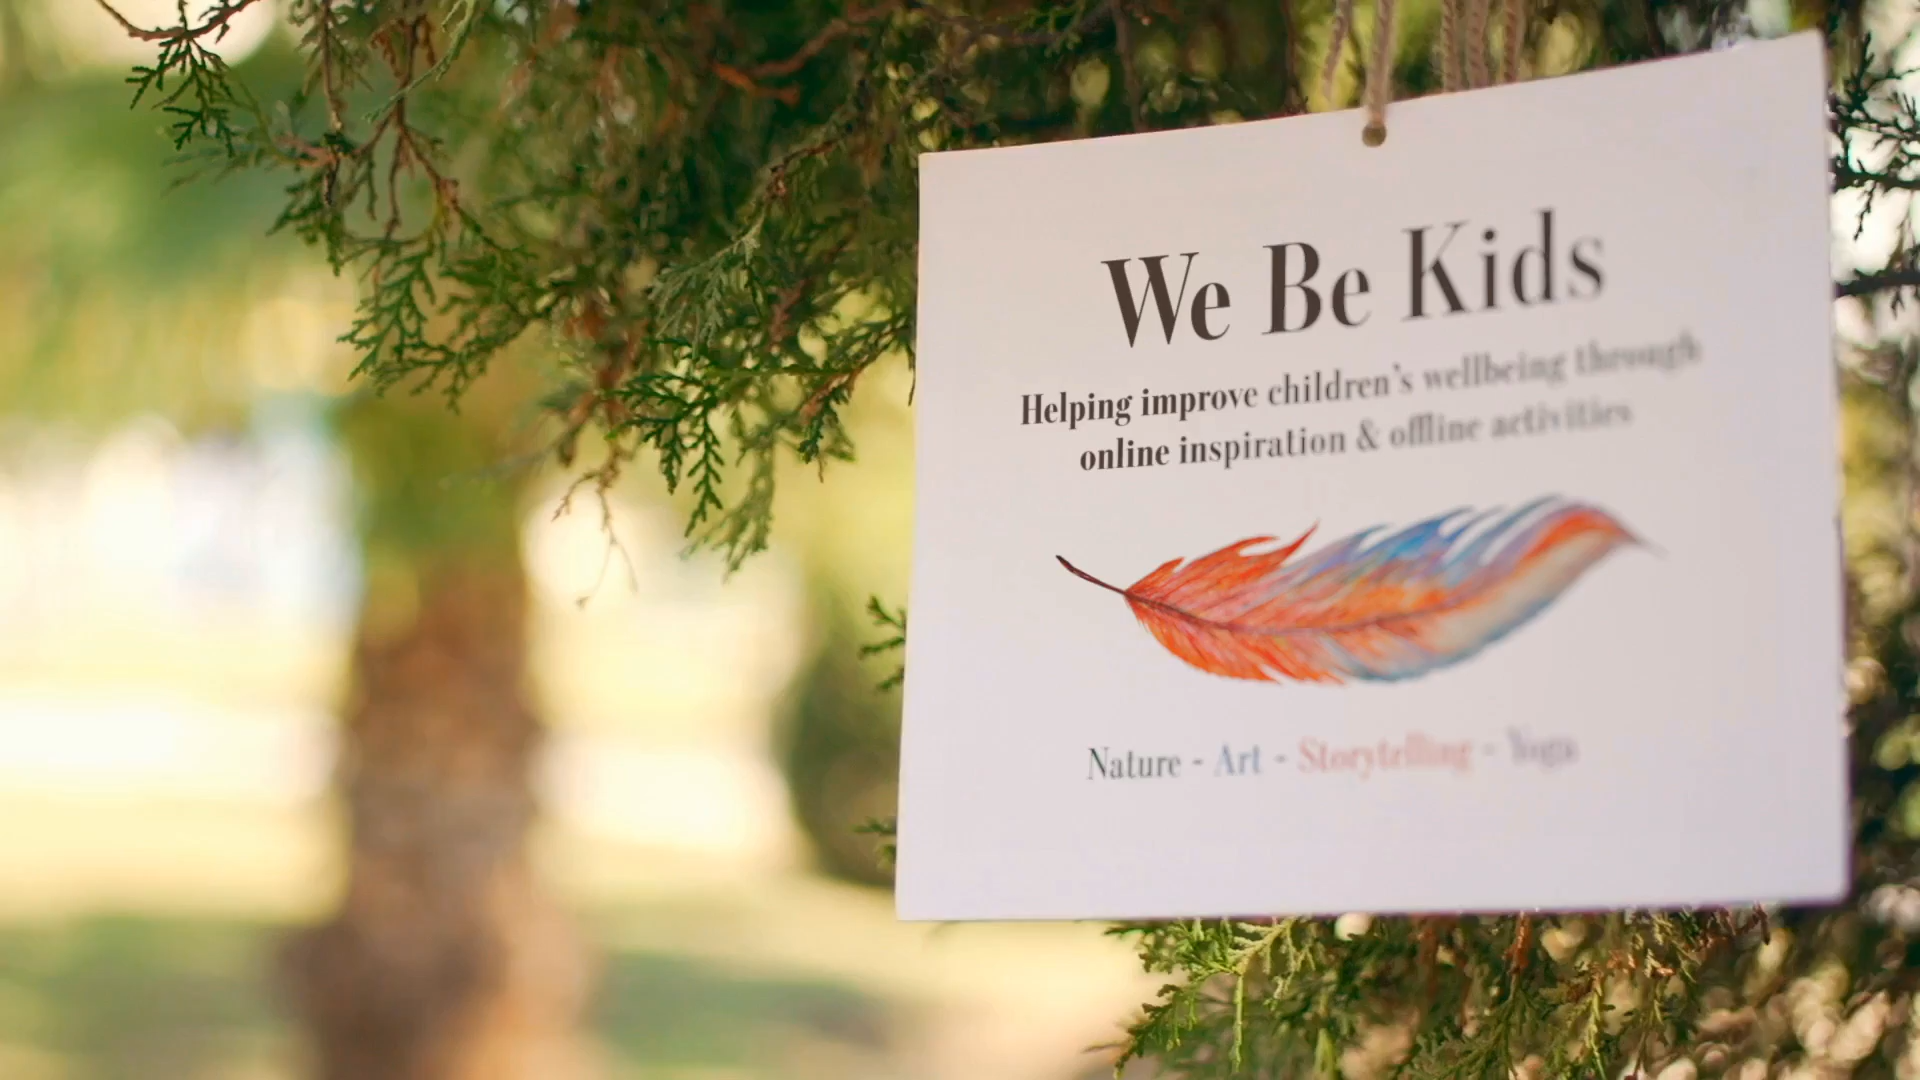 We Be Kids
Helping improve children's wellbeing through
online inspiration & offline activities
Nature - Art - Storytelling - Yoga